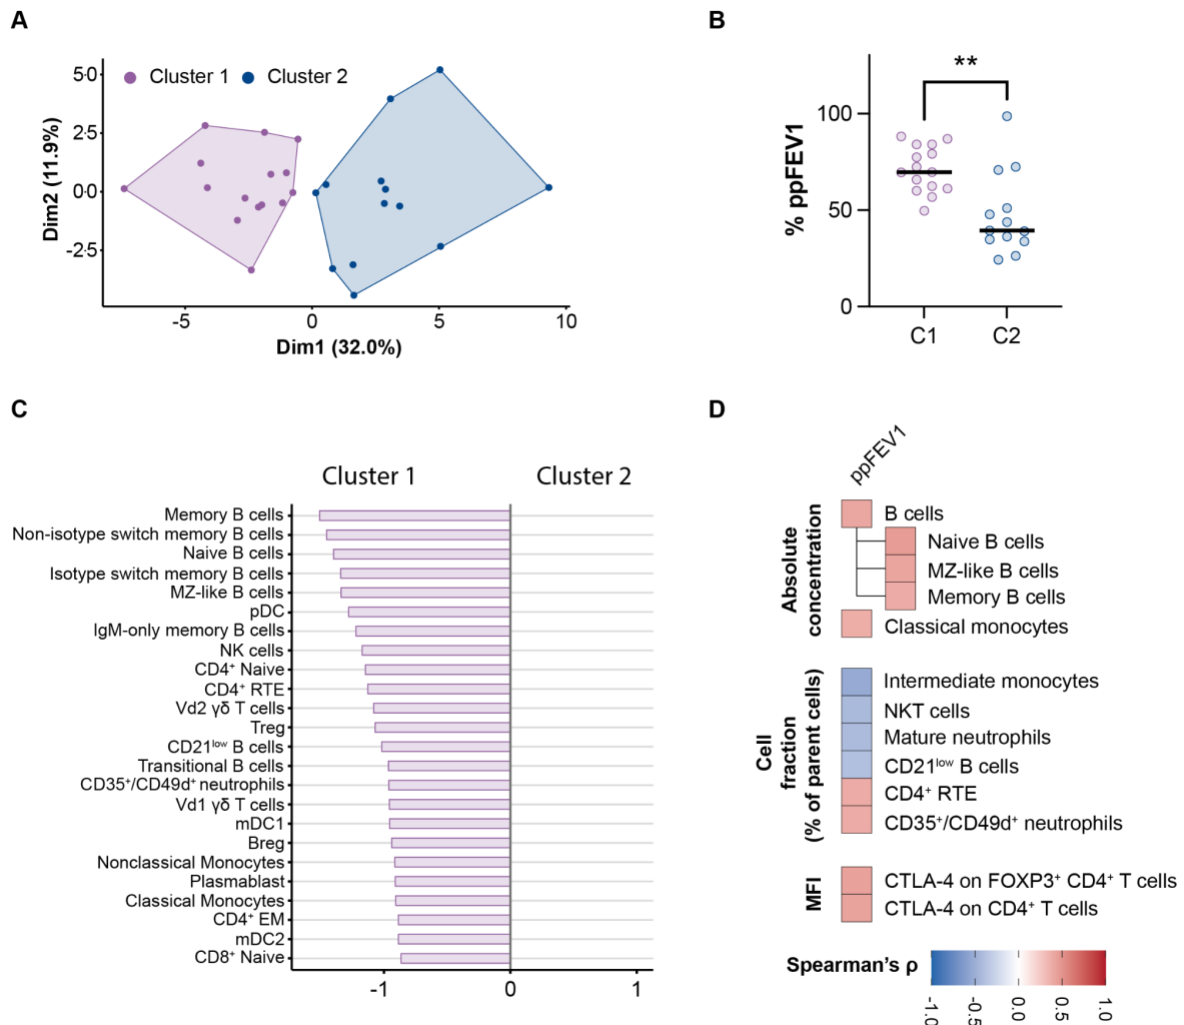 A
Cluster 1
Cluster 2
5.0
2.5
0.0
-2.5
Dim2 (11.9%)
-5
0
5
10
Dim1 (32.0%)
B
**
100
50
0
% ppFEV1
C1
C2
C
Cluster 1
Cluster 2
Memory B cells
Non-isotype switch memory B cells
Naive B cells
Isotype switch memory B cells
MZ-like B cells
pDC
IgM-only memory B cells
NK cells
CD4⁺ Naive
CD4⁺ RTE
Vd2 γδ T cells
Treg
CD21ˡᵒʷ B cells
Transitional B cells
CD35⁺/CD49d⁺ neutrophils
Vd1 γδ T cells
mDC1
Breg
Nonclassical Monocytes
Plasmablast
Classical Monocytes
CD4⁺ EM
mDC2
CD8⁺ Naive
-1
0
1
D
ppFEV1
Absolute
concentration
B cells
Naive B cells
MZ-like B cells
Memory B cells
Classical monocytes
Cell
fraction
(% of parent cells)
Intermediate monocytes
NKT cells
Mature neutrophils
CD21ˡᵒʷ B cells
CD4⁺ RTE
CD35⁺/CD49d⁺ neutrophils
MFI
CTLA-4 on FOXP3⁺ CD4⁺ T cells
CTLA-4 on CD4⁺ T cells
Spearman's ρ
-1.0
-0.5
0.0
0.5
1.0